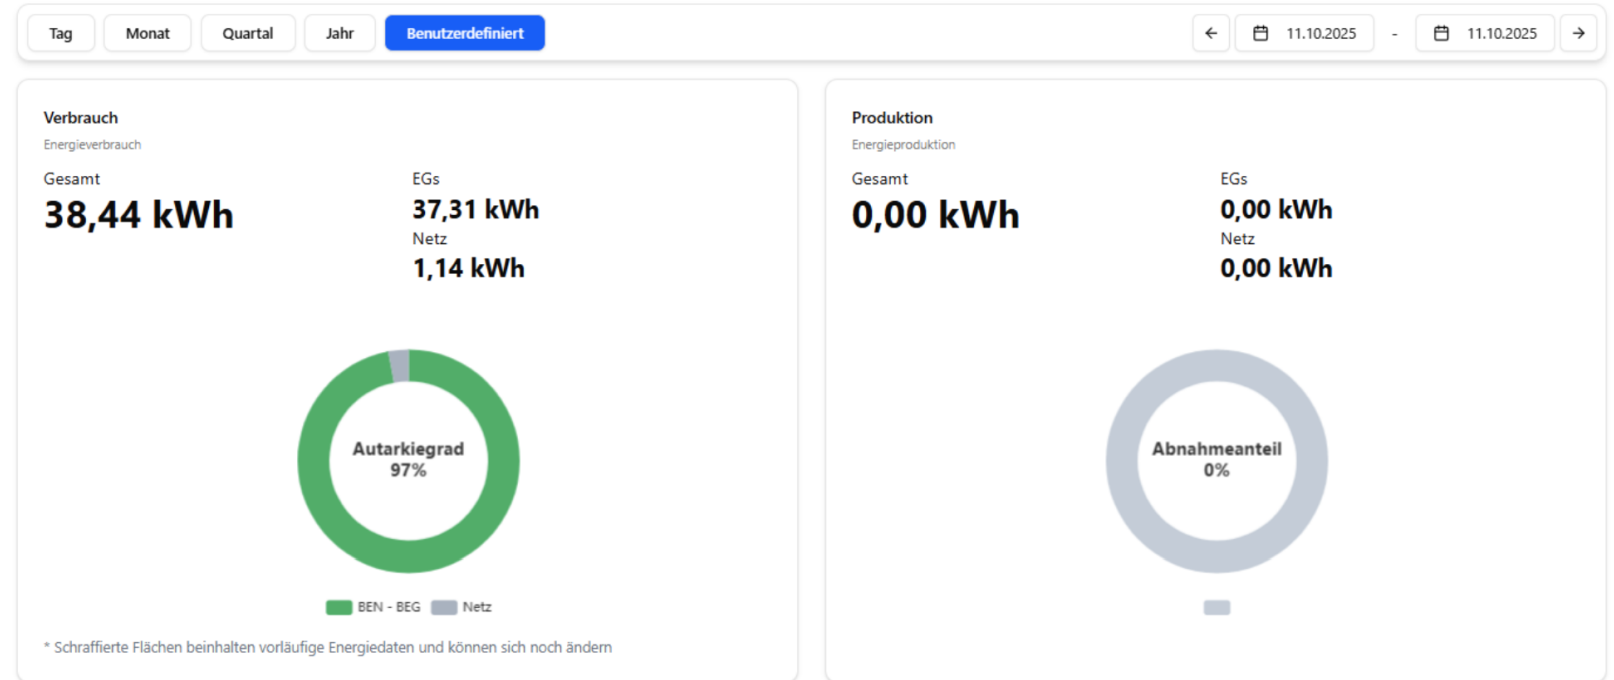 Tag Monat Quartal Jahr Benutzerdefiniert 11.10.2025 - 11.10.2025
Verbrauch
Energieverbrauch
Gesamt
38,44 kWh
EGs
37,31 kWh
Netz
1,14 kWh
Autarkiegrad
97%
BEN - BEG Netz
* Schraffierte Flächen beinhalten vorläufige Energiedaten und können sich noch ändern
Produktion
Energieproduktion
Gesamt
0,00 kWh
EGs
0,00 kWh
Netz
0,00 kWh
Abnahmeanteil
0%